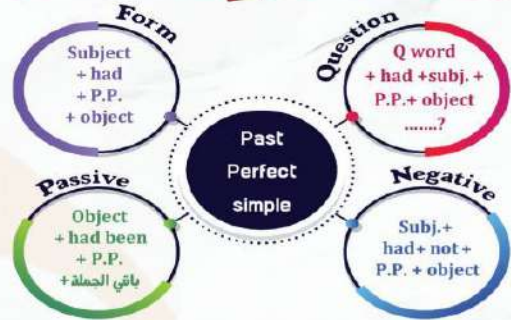 Form
Subject
+ had
+ P.P.
+ object
Question
Q word
+ had +subj. +
P.P.+ object
.......?
Past
Perfect
simple
Passive
Object
+ had been
+ P.P.
+ باقي الجملة
Negative
Subj.+
had+ not+
P.P. + object